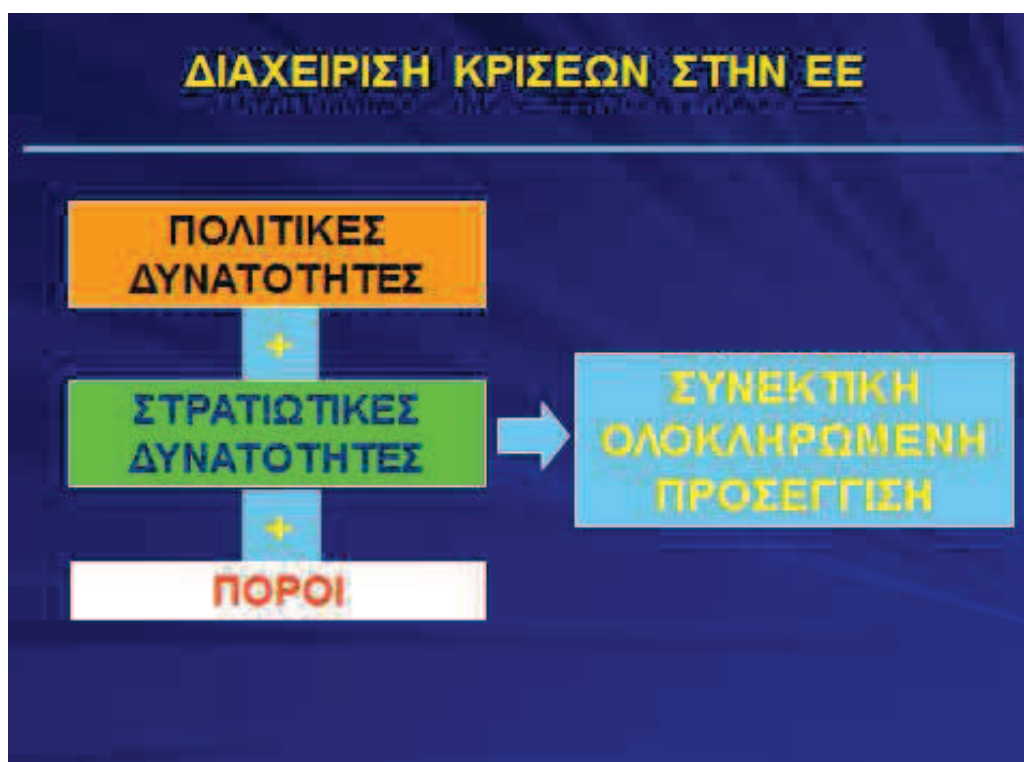 ΔΙΑΧΕΙΡΙΣΗ ΚΡΙΣΕΩΝ ΣΤΗΝ ΕΕ
ΠΟΛΙΤΙΚΕΣ
ΔΥΝΑΤΟΤΗΤΕΣ
+
ΣΤΡΑΤΙΩΤΙΚΕΣ
ΔΥΝΑΤΟΤΗΤΕΣ
+
ΠΟΡΟΙ
ΣΥΝΕΚΤΙΚΗ
ΟΛΟΚΛΗΡΩΜΕΝΗ
ΠΡΟΣΕΓΓΙΣΗ